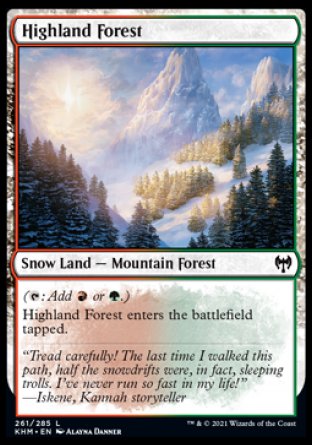 Highland Forest
Snow Land — Mountain Forest
(: Add or .)
Highland Forest enters the battlefield
tapped.
“Tread carefully! The last time I walked
this path, half the snowdrifts were, in fact, sleeping
trolls. I’ve never run so fast in my life!”
—Iskene, Kannah storyteller
261/285 L
KHM • EN Alayna Danner
™ & © 2021 Wizards of the Coast